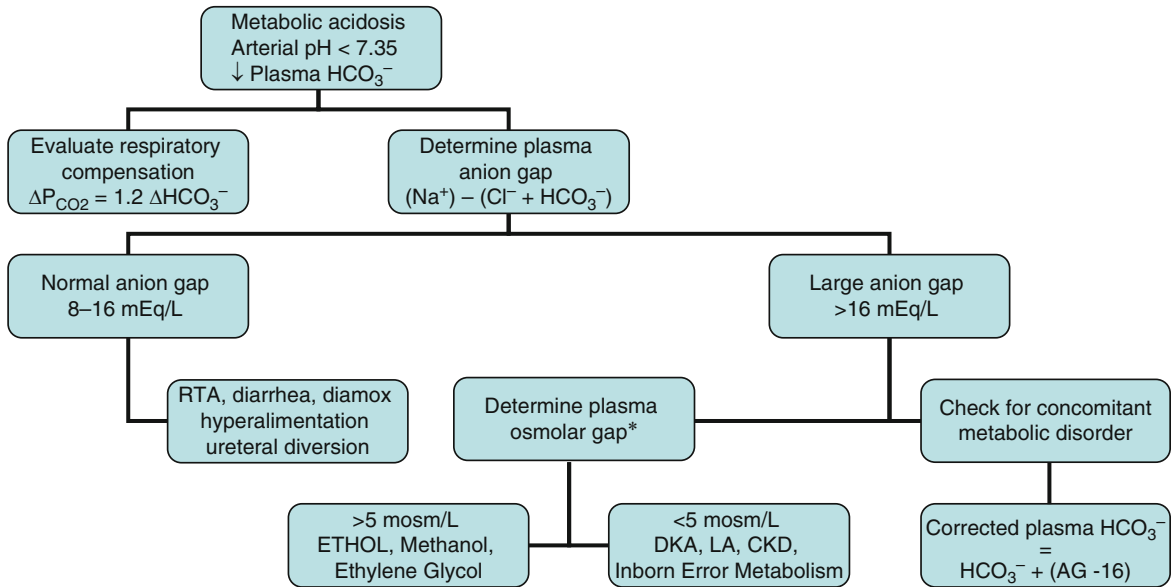 Metabolic acidosis
Arterial pH < 7.35
↓ Plasma HCO₃⁻
Evaluate respiratory
compensation
ΔP_CO2 = 1.2 ΔHCO₃⁻
Determine plasma
anion gap
(Na⁺) – (Cl⁻ + HCO₃⁻)
Normal anion gap
8–16 mEq/L
Large anion gap
>16 mEq/L
RTA, diarrhea, diamox
hyperalimentation
ureteral diversion
Determine plasma
osmolar gap*
Check for concomitant
metabolic disorder
>5 mosm/L
ETHOL, Methanol,
Ethylene Glycol
<5 mosm/L
DKA, LA, CKD,
Inborn Error Metabolism
Corrected plasma HCO₃⁻
=
HCO₃⁻ + (AG -16)